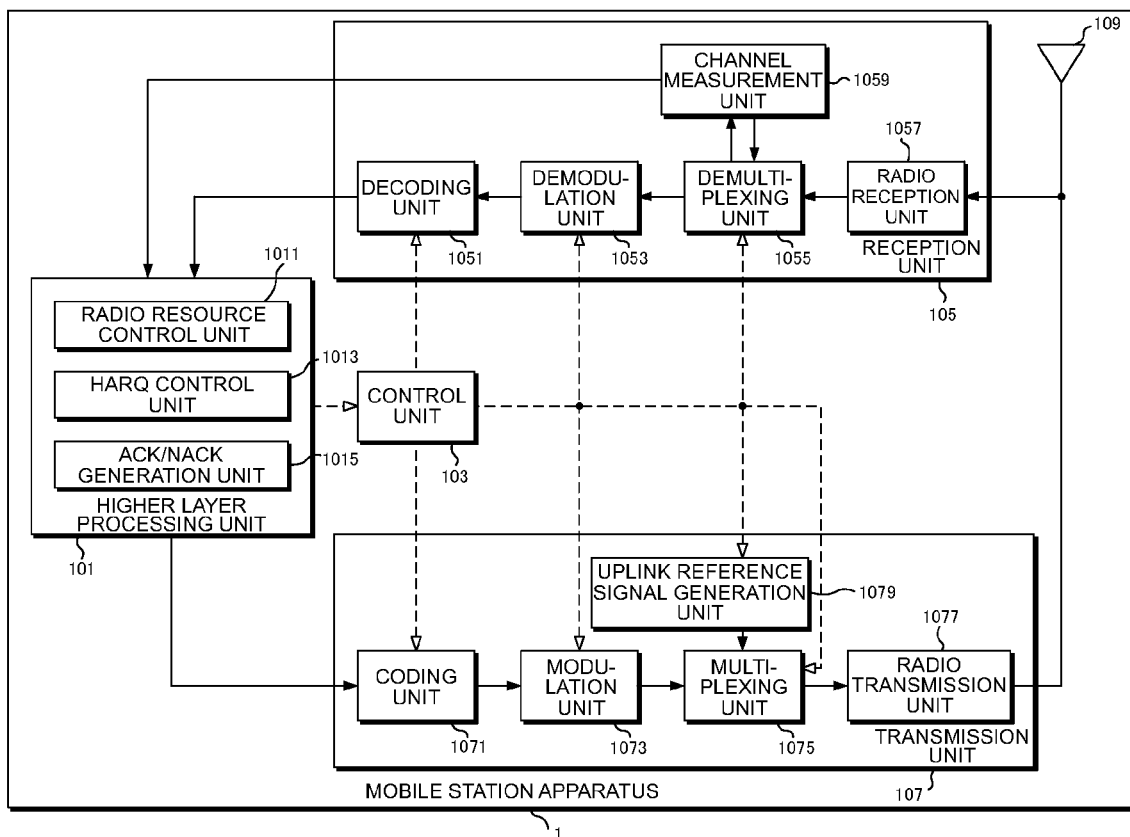 109
CHANNEL
MEASUREMENT
UNIT
1059
1057
DECODING
UNIT
1051
DEMODU-
LATION
UNIT
1053
DEMULTI-
PLEXING
UNIT
1055
RADIO
RECEPTION
UNIT
RECEPTION
UNIT
105
1011
RADIO RESOURCE
CONTROL UNIT
1013
HARQ CONTROL
UNIT
ACK/NACK
GENERATION UNIT
1015
HIGHER LAYER
PROCESSING UNIT
101
CONTROL
UNIT
103
UPLINK REFERENCE
SIGNAL GENERATION
UNIT
1079
1077
CODING
UNIT
1071
MODU-
LATION
UNIT
1073
MULTI-
PLEXING
UNIT
1075
RADIO
TRANSMISSION
UNIT
TRANSMISSION
UNIT
107
MOBILE STATION APPARATUS
1